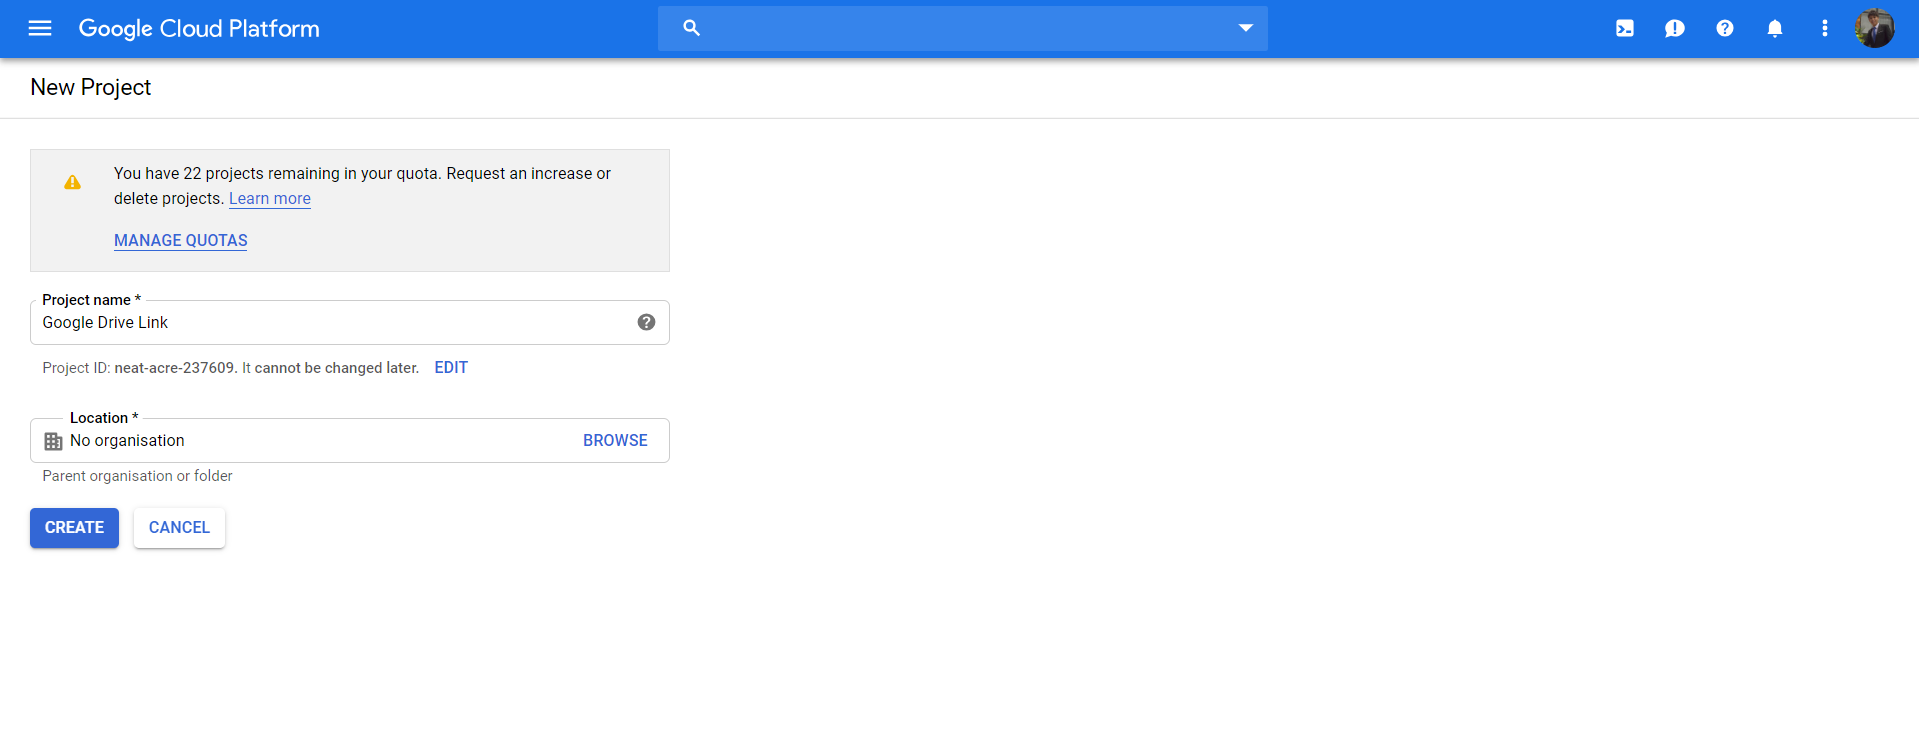 Google Cloud Platform
New Project
You have 22 projects remaining in your quota. Request an increase or
delete projects. Learn more
MANAGE QUOTAS
Project name *
Google Drive Link
Project ID: neat-acre-237609. It cannot be changed later. EDIT
Location *
No organisation BROWSE
Parent organisation or folder
CREATE CANCEL